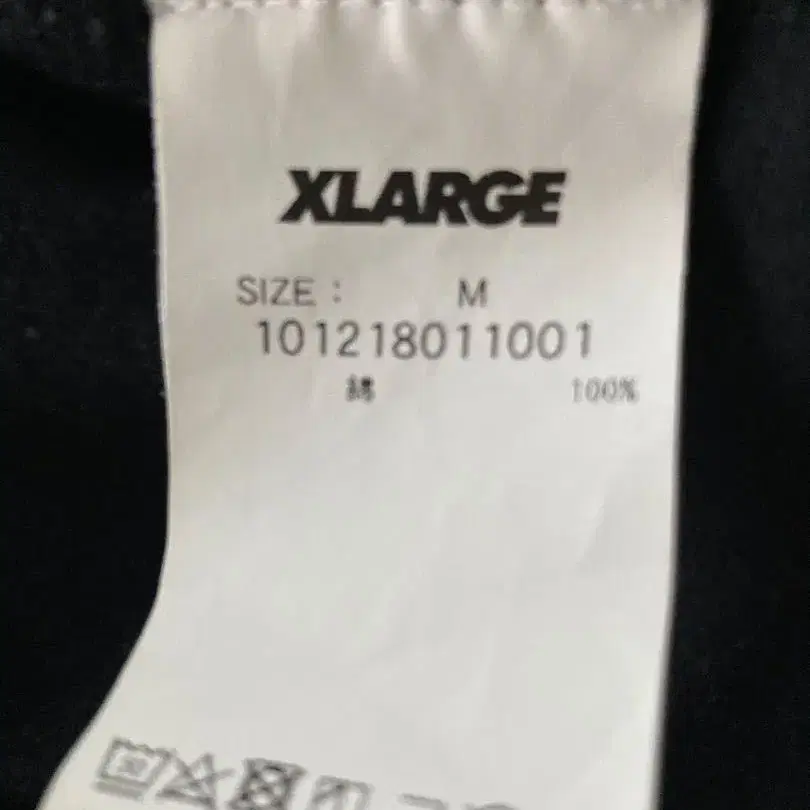 XLARGE
SIZE : M
101218011001
綿 100%